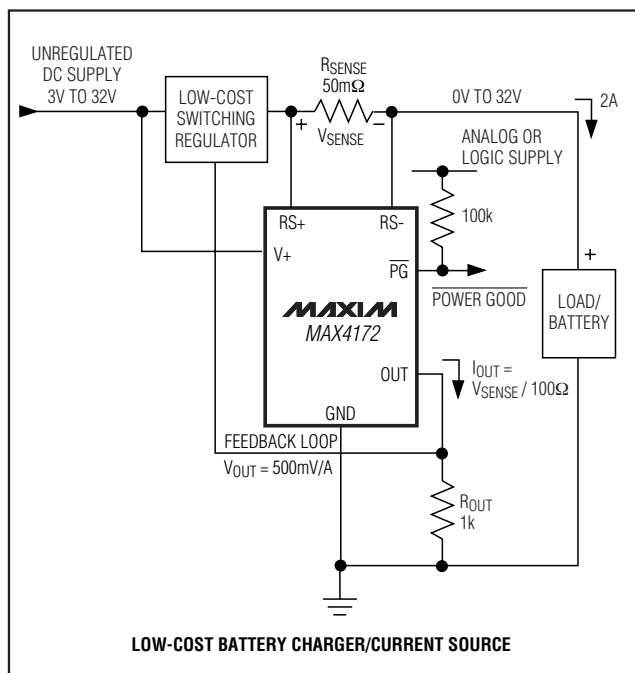 UNREGULATED
DC SUPPLY
3V TO 32V
LOW-COST
SWITCHING
REGULATOR
RSENSE
50mΩ
+
VSENSE
−
0V TO 32V
2A
ANALOG OR
LOGIC SUPPLY
100k
RS+
RS-
V+
PG
POWER GOOD
MAXIM
MAX4172
+
LOAD/
BATTERY
OUT
IOUT =
VSENSE / 100Ω
GND
FEEDBACK LOOP
VOUT = 500mV/A
ROUT
1k
LOW-COST BATTERY CHARGER/CURRENT SOURCE